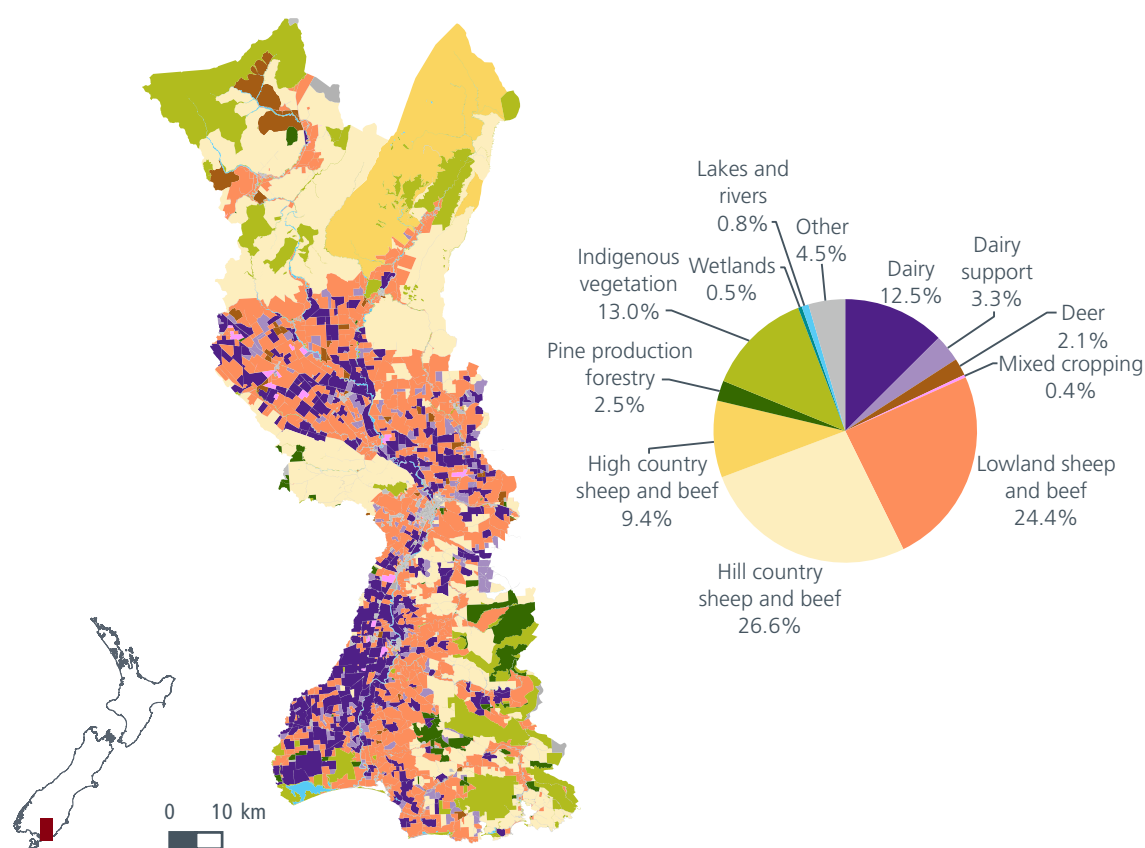 Lakes and
rivers
0.8%
Other
4.5%
Dairy
12.5%
Dairy
support
3.3%
Deer
2.1%
Mixed cropping
0.4%
Lowland sheep
and beef
24.4%
Hill country
sheep and beef
26.6%
High country
sheep and beef
9.4%
Pine production
forestry
2.5%
Indigenous
vegetation
13.0%
Wetlands
0.5%
0 10 km